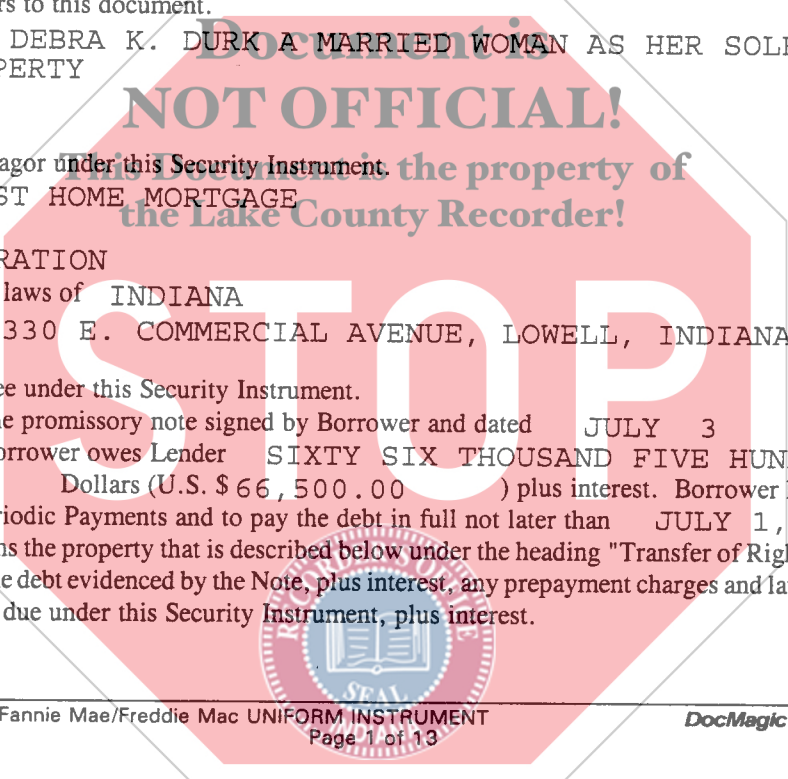 ers to this document.
DEBRA K. DURK A MARRIED WOMAN AS HER SOLE
PERTY
Document is
NOT OFFICIAL!
This Document is the property of
the Lake County Recorder!
agor under this Security Instrument.
ST HOME MORTGAGE
RATION
laws of INDIANA
330 E. COMMERCIAL AVENUE, LOWELL, INDIANA
STOP
ee under this Security Instrument.
e promissory note signed by Borrower and dated JULY 3
orrower owes Lender SIXTY SIX THOUSAND FIVE HUN
Dollars (U.S. $ 66,500.00 ) plus interest. Borrower
riodic Payments and to pay the debt in full not later than JULY 1,
ns the property that is described below under the heading "Transfer of Righ
e debt evidenced by the Note, plus interest, any prepayment charges and la
due under this Security Instrument, plus interest.
RECORDER'S OFFICE
SEAL
INDIANA
Fannie Mae/Freddie Mac UNIFORM INSTRUMENT
DocMagic
Page 1 of 13